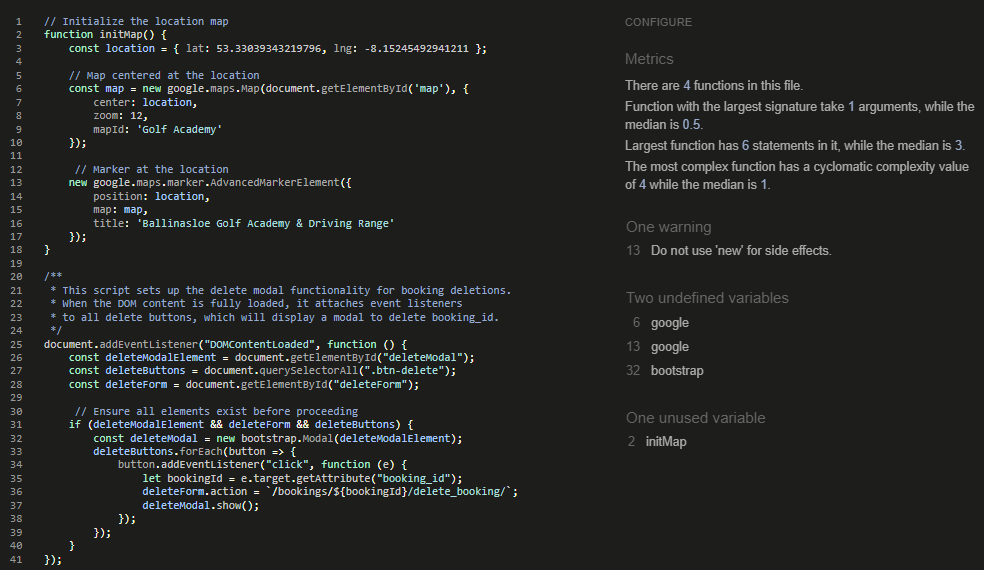 1 // Initialize the location map
2 function initMap() {
3     const location = { lat: 53.33039343219796, lng: -8.15245492941211 };
4
5     // Map centered at the location
6     const map = new google.maps.Map(document.getElementById('map'), {
7         center: location,
8         zoom: 12,
9         mapId: 'Golf Academy'
10     });
11
12      // Marker at the location
13     new google.maps.marker.AdvancedMarkerElement({
14         position: location,
15         map: map,
16         title: 'Ballinasloe Golf Academy & Driving Range'
17     });
18 }
19
20 /**
21  * This script sets up the delete modal functionality for booking deletions.
22  * When the DOM content is fully loaded, it attaches event listeners
23  * to all delete buttons, which will display a modal to delete booking_id.
24  */
25 document.addEventListener("DOMContentLoaded", function () {
26     const deleteModalElement = document.getElementById("deleteModal");
27     const deleteButtons = document.querySelectorAll(".btn-delete");
28     const deleteForm = document.getElementById("deleteForm");
29
30      // Ensure all elements exist before proceeding
31     if (deleteModalElement && deleteForm && deleteButtons) {
32         const deleteModal = new bootstrap.Modal(deleteModalElement);
33         deleteButtons.forEach(button => {
34             button.addEventListener("click", function (e) {
35                 let bookingId = e.target.getAttribute("booking_id");
36                 deleteForm.action = `/bookings/${bookingId}/delete_booking/`;
37                 deleteModal.show();
38             });
39         });
40     }
41 });
CONFIGURE
Metrics
There are 4 functions in this file.
Function with the largest signature take 1 arguments, while the
median is 0.5.
Largest function has 6 statements in it, while the median is 3.
The most complex function has a cyclomatic complexity value
of 4 while the median is 1.
One warning
13 Do not use 'new' for side effects.
Two undefined variables
6 google
13 google
32 bootstrap
One unused variable
2 initMap